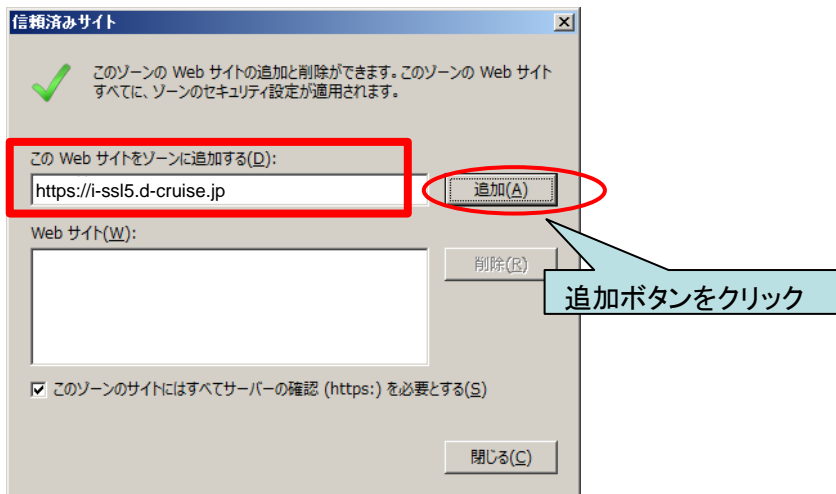 信頼済みサイト
このゾーンの Web サイトの追加と削除ができます。このゾーンの Web サイト
すべてに、ゾーンのセキュリティ設定が適用されます。
この Web サイトをゾーンに追加する(D):
https://i-ssl5.d-cruise.jp
追加(A)
Web サイト(W):
削除(R)
追加ボタンをクリック
このゾーンのサイトにはすべてサーバーの確認 (https:) を必要とする(S)
閉じる(C)